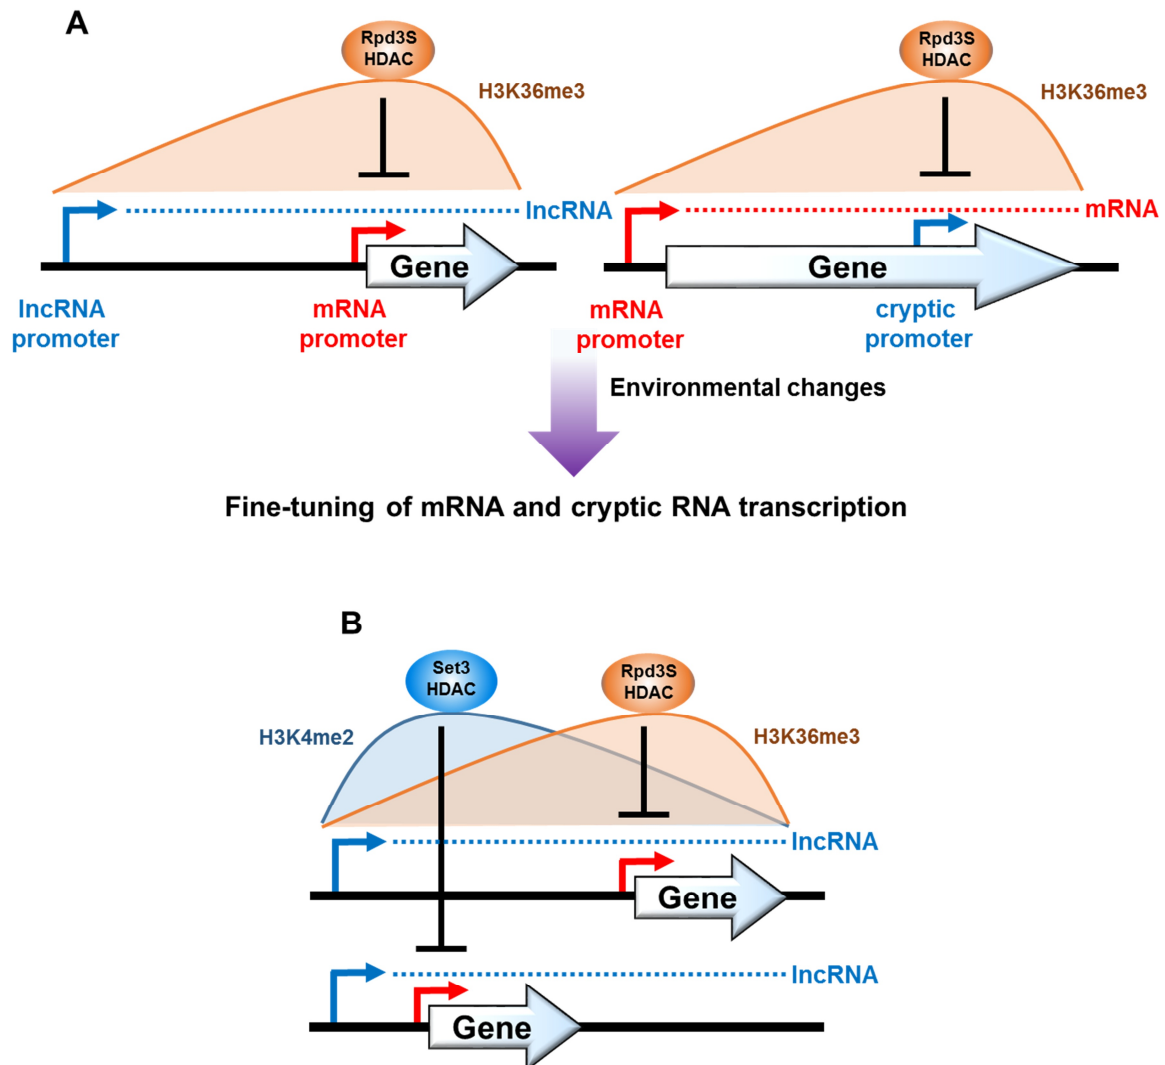 A
Rpd3S
HDAC
H3K36me3
lncRNA
Gene
lncRNA
promoter
mRNA
promoter
Rpd3S
HDAC
H3K36me3
mRNA
Gene
mRNA
promoter
cryptic
promoter
Environmental changes
Fine-tuning of mRNA and cryptic RNA transcription
B
Set3
HDAC
Rpd3S
HDAC
H3K4me2
H3K36me3
lncRNA
Gene
lncRNA
Gene